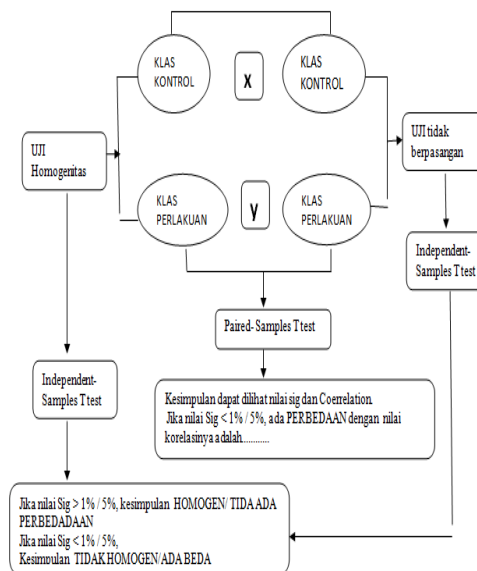 KLAS
KONTROL
x
KLAS
KONTROL
UJI
Homogenitas
UJI tidak
berpasangan
KLAS
PERLAKUAN
y
KLAS
PERLAKUAN
Independent-
Samples T test
Paired- Samples T test
Independent-
Samples T test
Kesimpulan dapat dilihat nilai sig dan Coerrelation.
Jika nilai Sig < 1% / 5%, ada PERBEDAAN dengan nilai
korelasinya adalah............
Jika nilai Sig > 1% / 5%, kesimpulan HOMOGEN/ TIDA ADA
PERBEDADAAN
Jika nilai Sig < 1% / 5%,
Kesimpulan TIDAK HOMOGEN/ADA BEDA